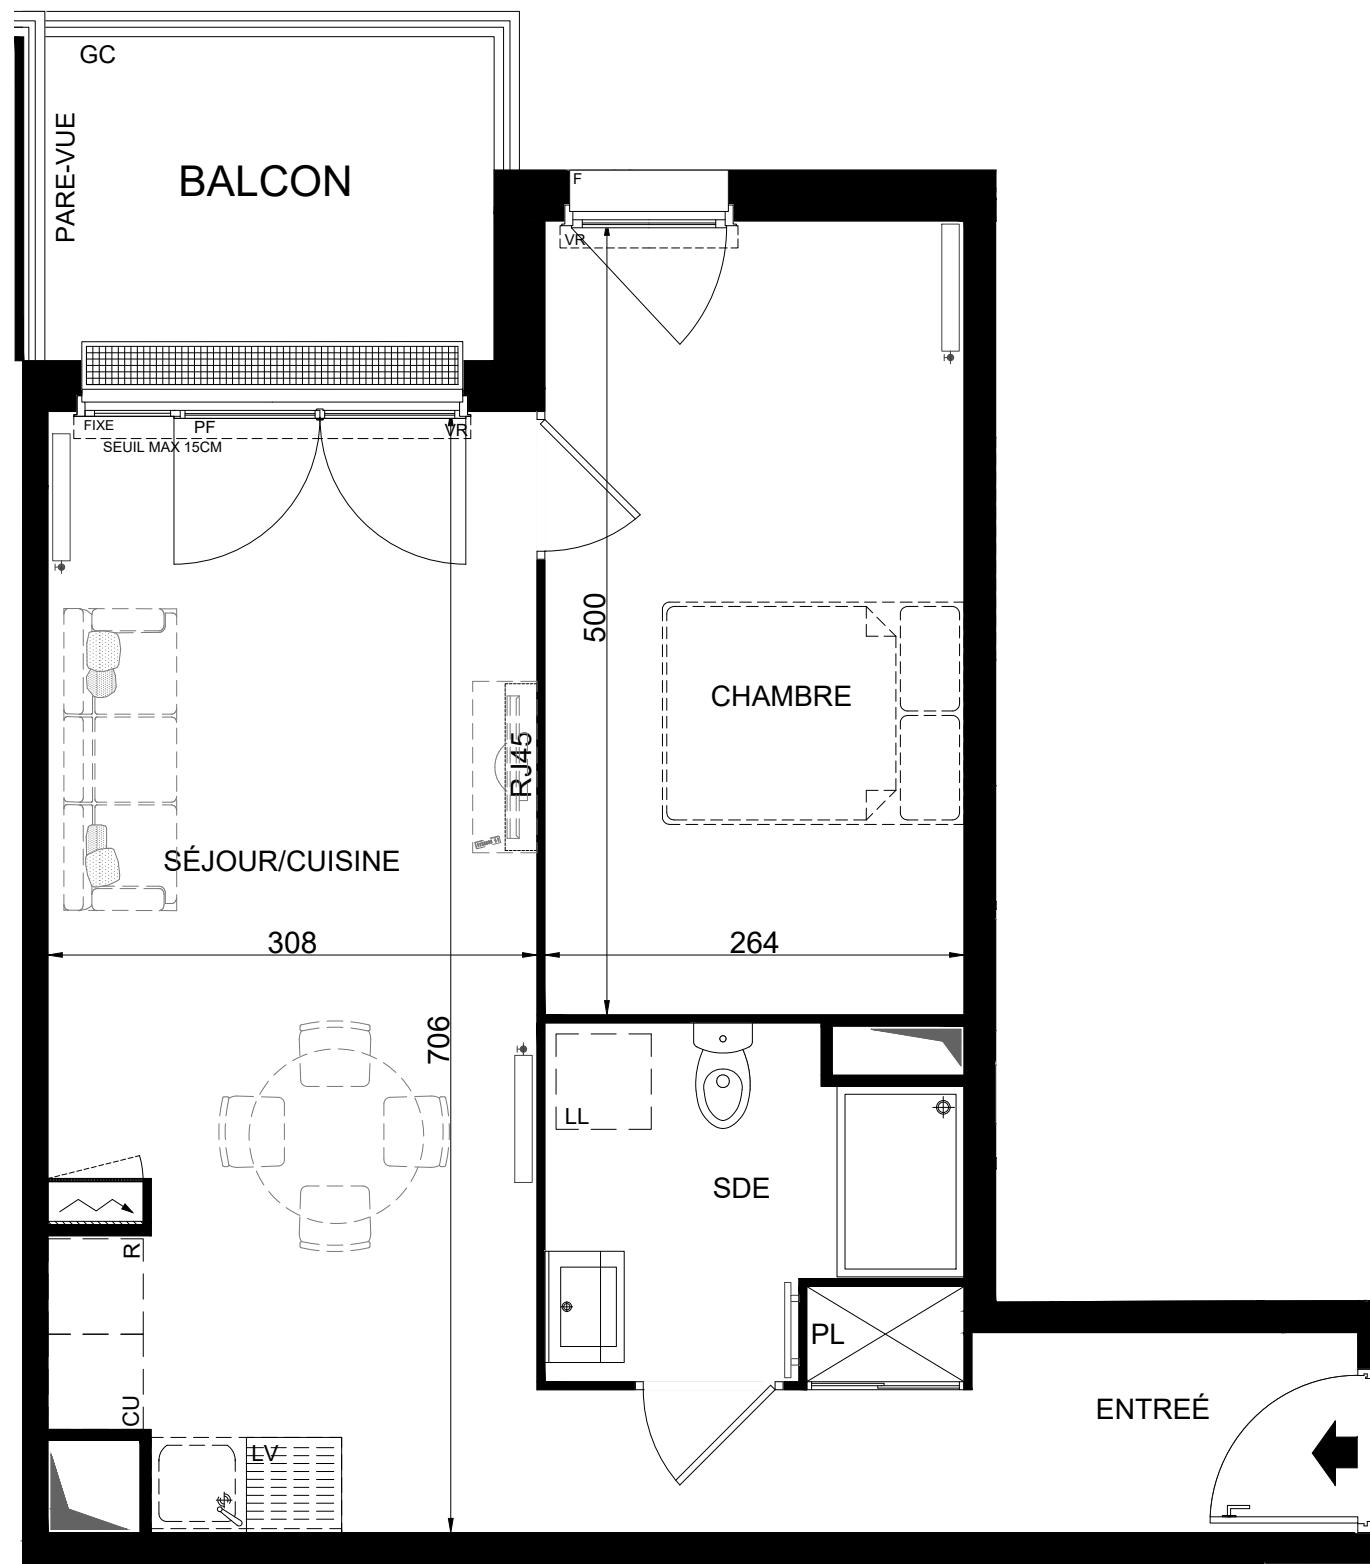 GC
PARE-VUE
BALCON
F
VR
FIXE
PF
VR
SEUIL MAX 15CM
500
CHAMBRE
RJ45
SÉJOUR/CUISINE
308
264
706
LL
SDE
R
PL
CU
ENTREÉ
LV